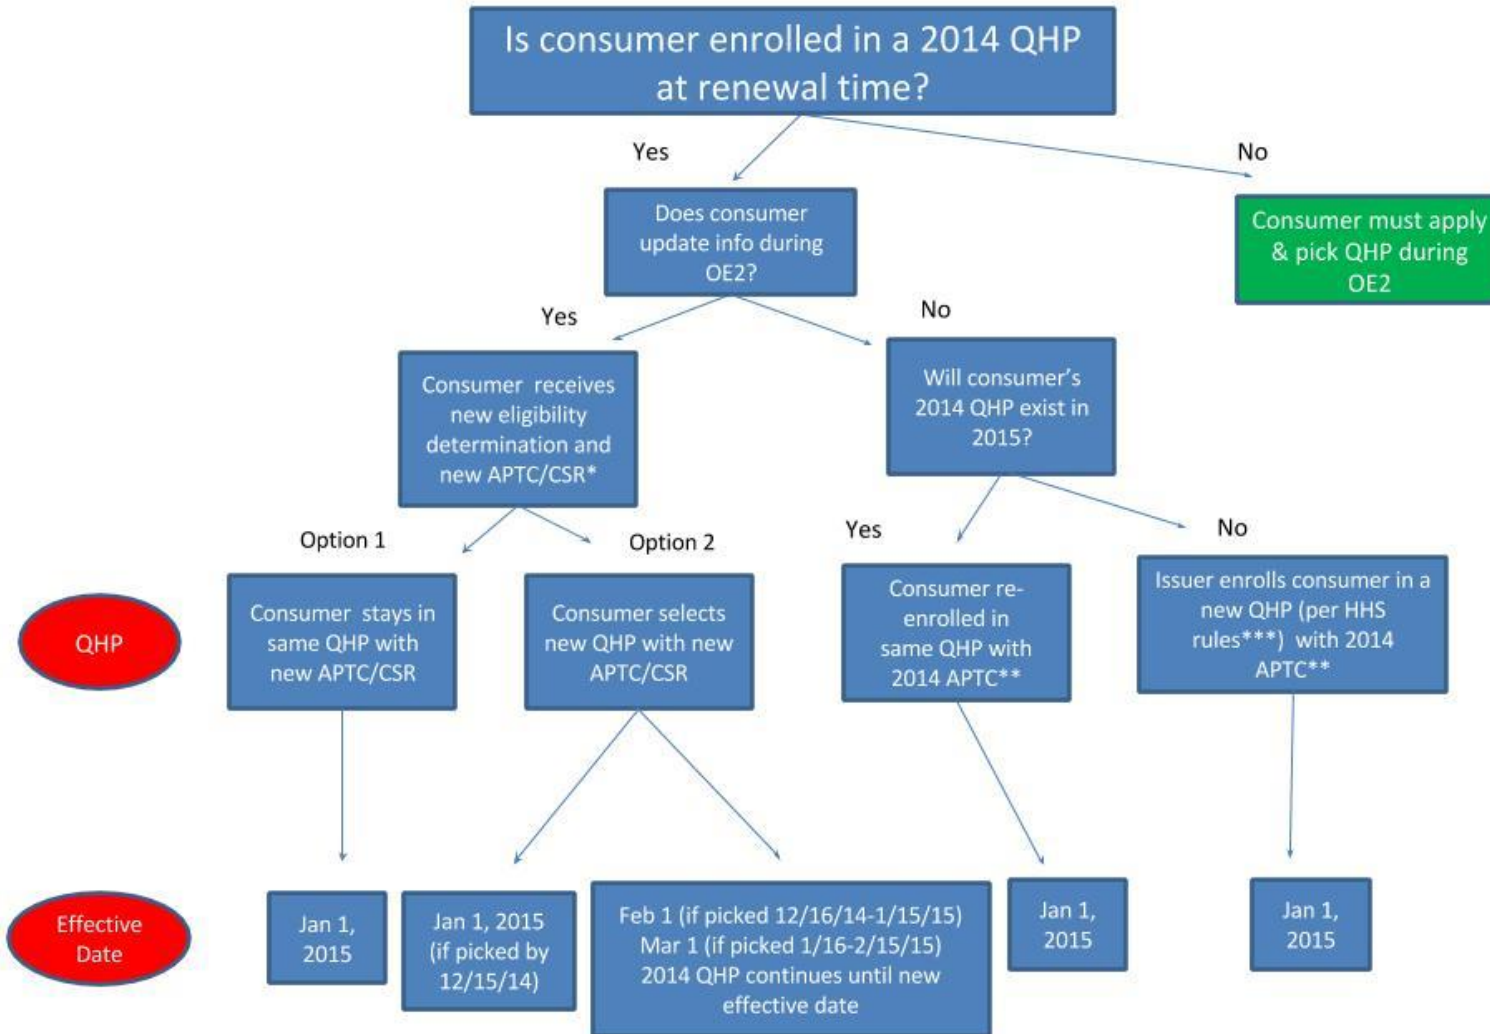 Is consumer enrolled in a 2014 QHP
at renewal time?
Yes
No
Does consumer
update info during
OE2?
Consumer must apply
& pick QHP during
OE2
Yes
No
Consumer receives
new eligibility
determination and
new APTC/CSR*
Will consumer’s
2014 QHP exist in
2015?
Option 1
Option 2
Yes
No
QHP
Consumer stays in
same QHP with
new APTC/CSR
Consumer selects
new QHP with new
APTC/CSR
Consumer re-
enrolled in
same QHP with
2014 APTC**
Issuer enrolls consumer in a
new QHP (per HHS
rules***) with 2014
APTC**
Effective
Date
Jan 1,
2015
Jan 1, 2015
(if picked by
12/15/14)
Feb 1 (if picked 12/16/14-1/15/15)
Mar 1 (if picked 1/16-2/15/15)
2014 QHP continues until new
effective date
Jan 1,
2015
Jan 1,
2015